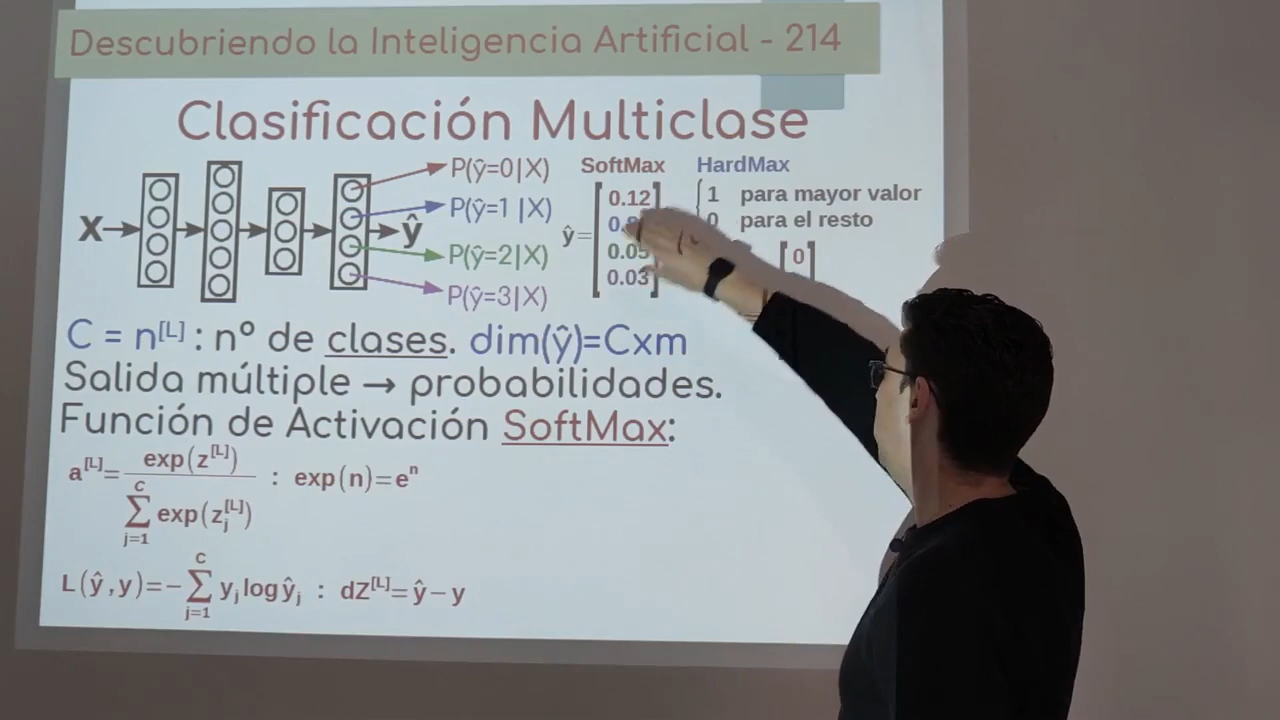 Descubriendo la Inteligencia Artificial - 214
Clasificación Multiclase
X
ŷ
P(ŷ=0|X)
P(ŷ=1 |X)
P(ŷ=2|X)
P(ŷ=3|X)
SoftMax
ŷ=
0.12
0.05
0.03
HardMax
1 para mayor valor
0 para el resto
0
C = n[L] : nº de clases. dim(ŷ)=Cxm
Salida múltiple → probabilidades.
Función de Activación SoftMax:
a[L]= exp(z[L]) / ∑ j=1 C exp(zj[L]) : exp(n)=eⁿ
L(ŷ,y)=-∑ j=1 C yj log ŷj : dZ[L]=ŷ-y